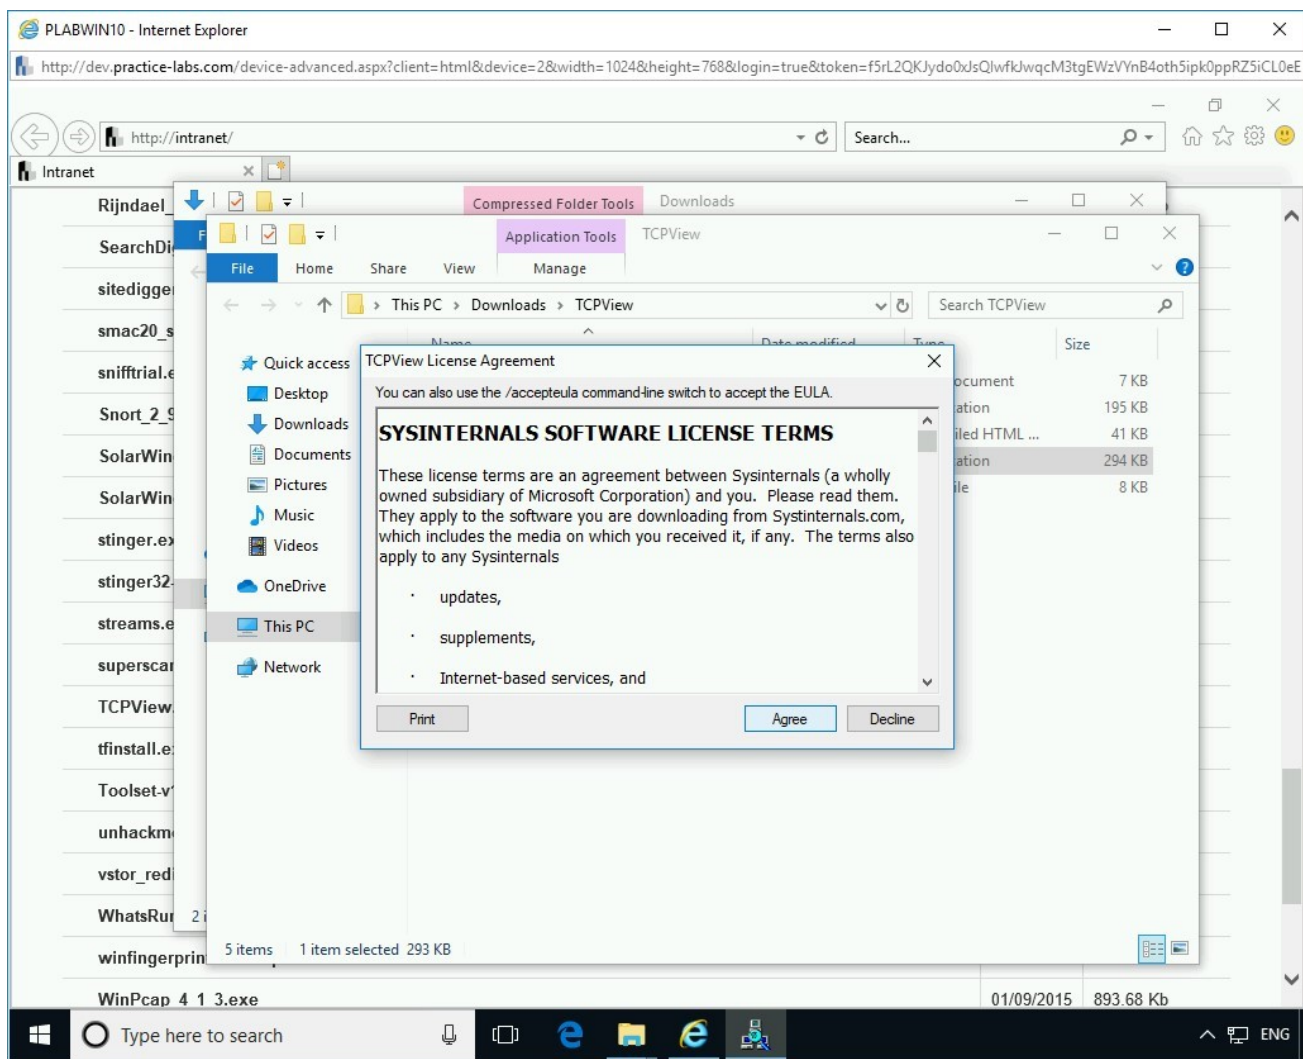 PLABWIN10 - Internet Explorer
http://dev.practice-labs.com/device-advanced.aspx?client=html&device=2&width=1024&height=768&login=true&token=f5rL2QKJydo0xJsQlwfkJwqcM3tgEWzVYnB4oth5ipk0ppRZ5iCL0eE
http://intranet/
Search...
Intranet
Compressed Folder Tools
Downloads
Application Tools
TCPView
File
Home
Share
View
Manage
This PC > Downloads > TCPView
Search TCPView
Size
Quick access
Desktop
Downloads
Documents
Pictures
Music
Videos
OneDrive
This PC
Network
TCPView License Agreement
You can also use the /accepteula command-line switch to accept the EULA.
SYSINTERNALS SOFTWARE LICENSE TERMS
These license terms are an agreement between Sysinternals (a wholly
owned subsidiary of Microsoft Corporation) and you. Please read them.
They apply to the software you are downloading from Systinternals.com,
which includes the media on which you received it, if any. The terms also
apply to any Sysinternals
· updates,
· supplements,
· Internet-based services, and
Print
Agree
Decline
ocument 7 KB
ation 195 KB
iled HTML ... 41 KB
ation 294 KB
ile 8 KB
Rijndael_
SearchDi
sitedigge
smac20_s
snifftrial.e
Snort_2_9
SolarWin
SolarWin
stinger.ex
stinger32-
streams.e
superscan
TCPView.
tfinstall.e
Toolset-v
unhackm
vstor_redi
WhatsRun
winfingerprin
WinPcap_4_1_3.exe 01/09/2015 893.68 Kb
5 items 1 item selected 293 KB
Type here to search
ENG